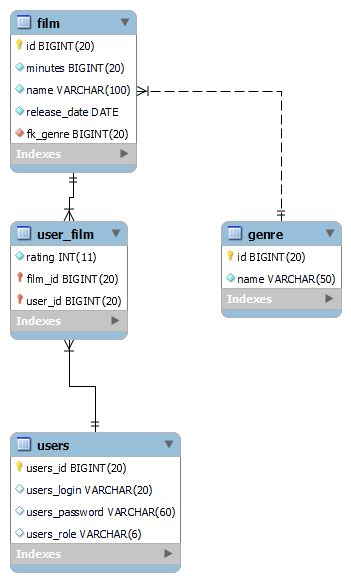 film
id BIGINT(20)
minutes BIGINT(20)
name VARCHAR(100)
release_date DATE
fk_genre BIGINT(20)
Indexes
user_film
rating INT(11)
film_id BIGINT(20)
user_id BIGINT(20)
Indexes
genre
id BIGINT(20)
name VARCHAR(50)
Indexes
users
users_id BIGINT(20)
users_login VARCHAR(20)
users_password VARCHAR(60)
users_role VARCHAR(6)
Indexes